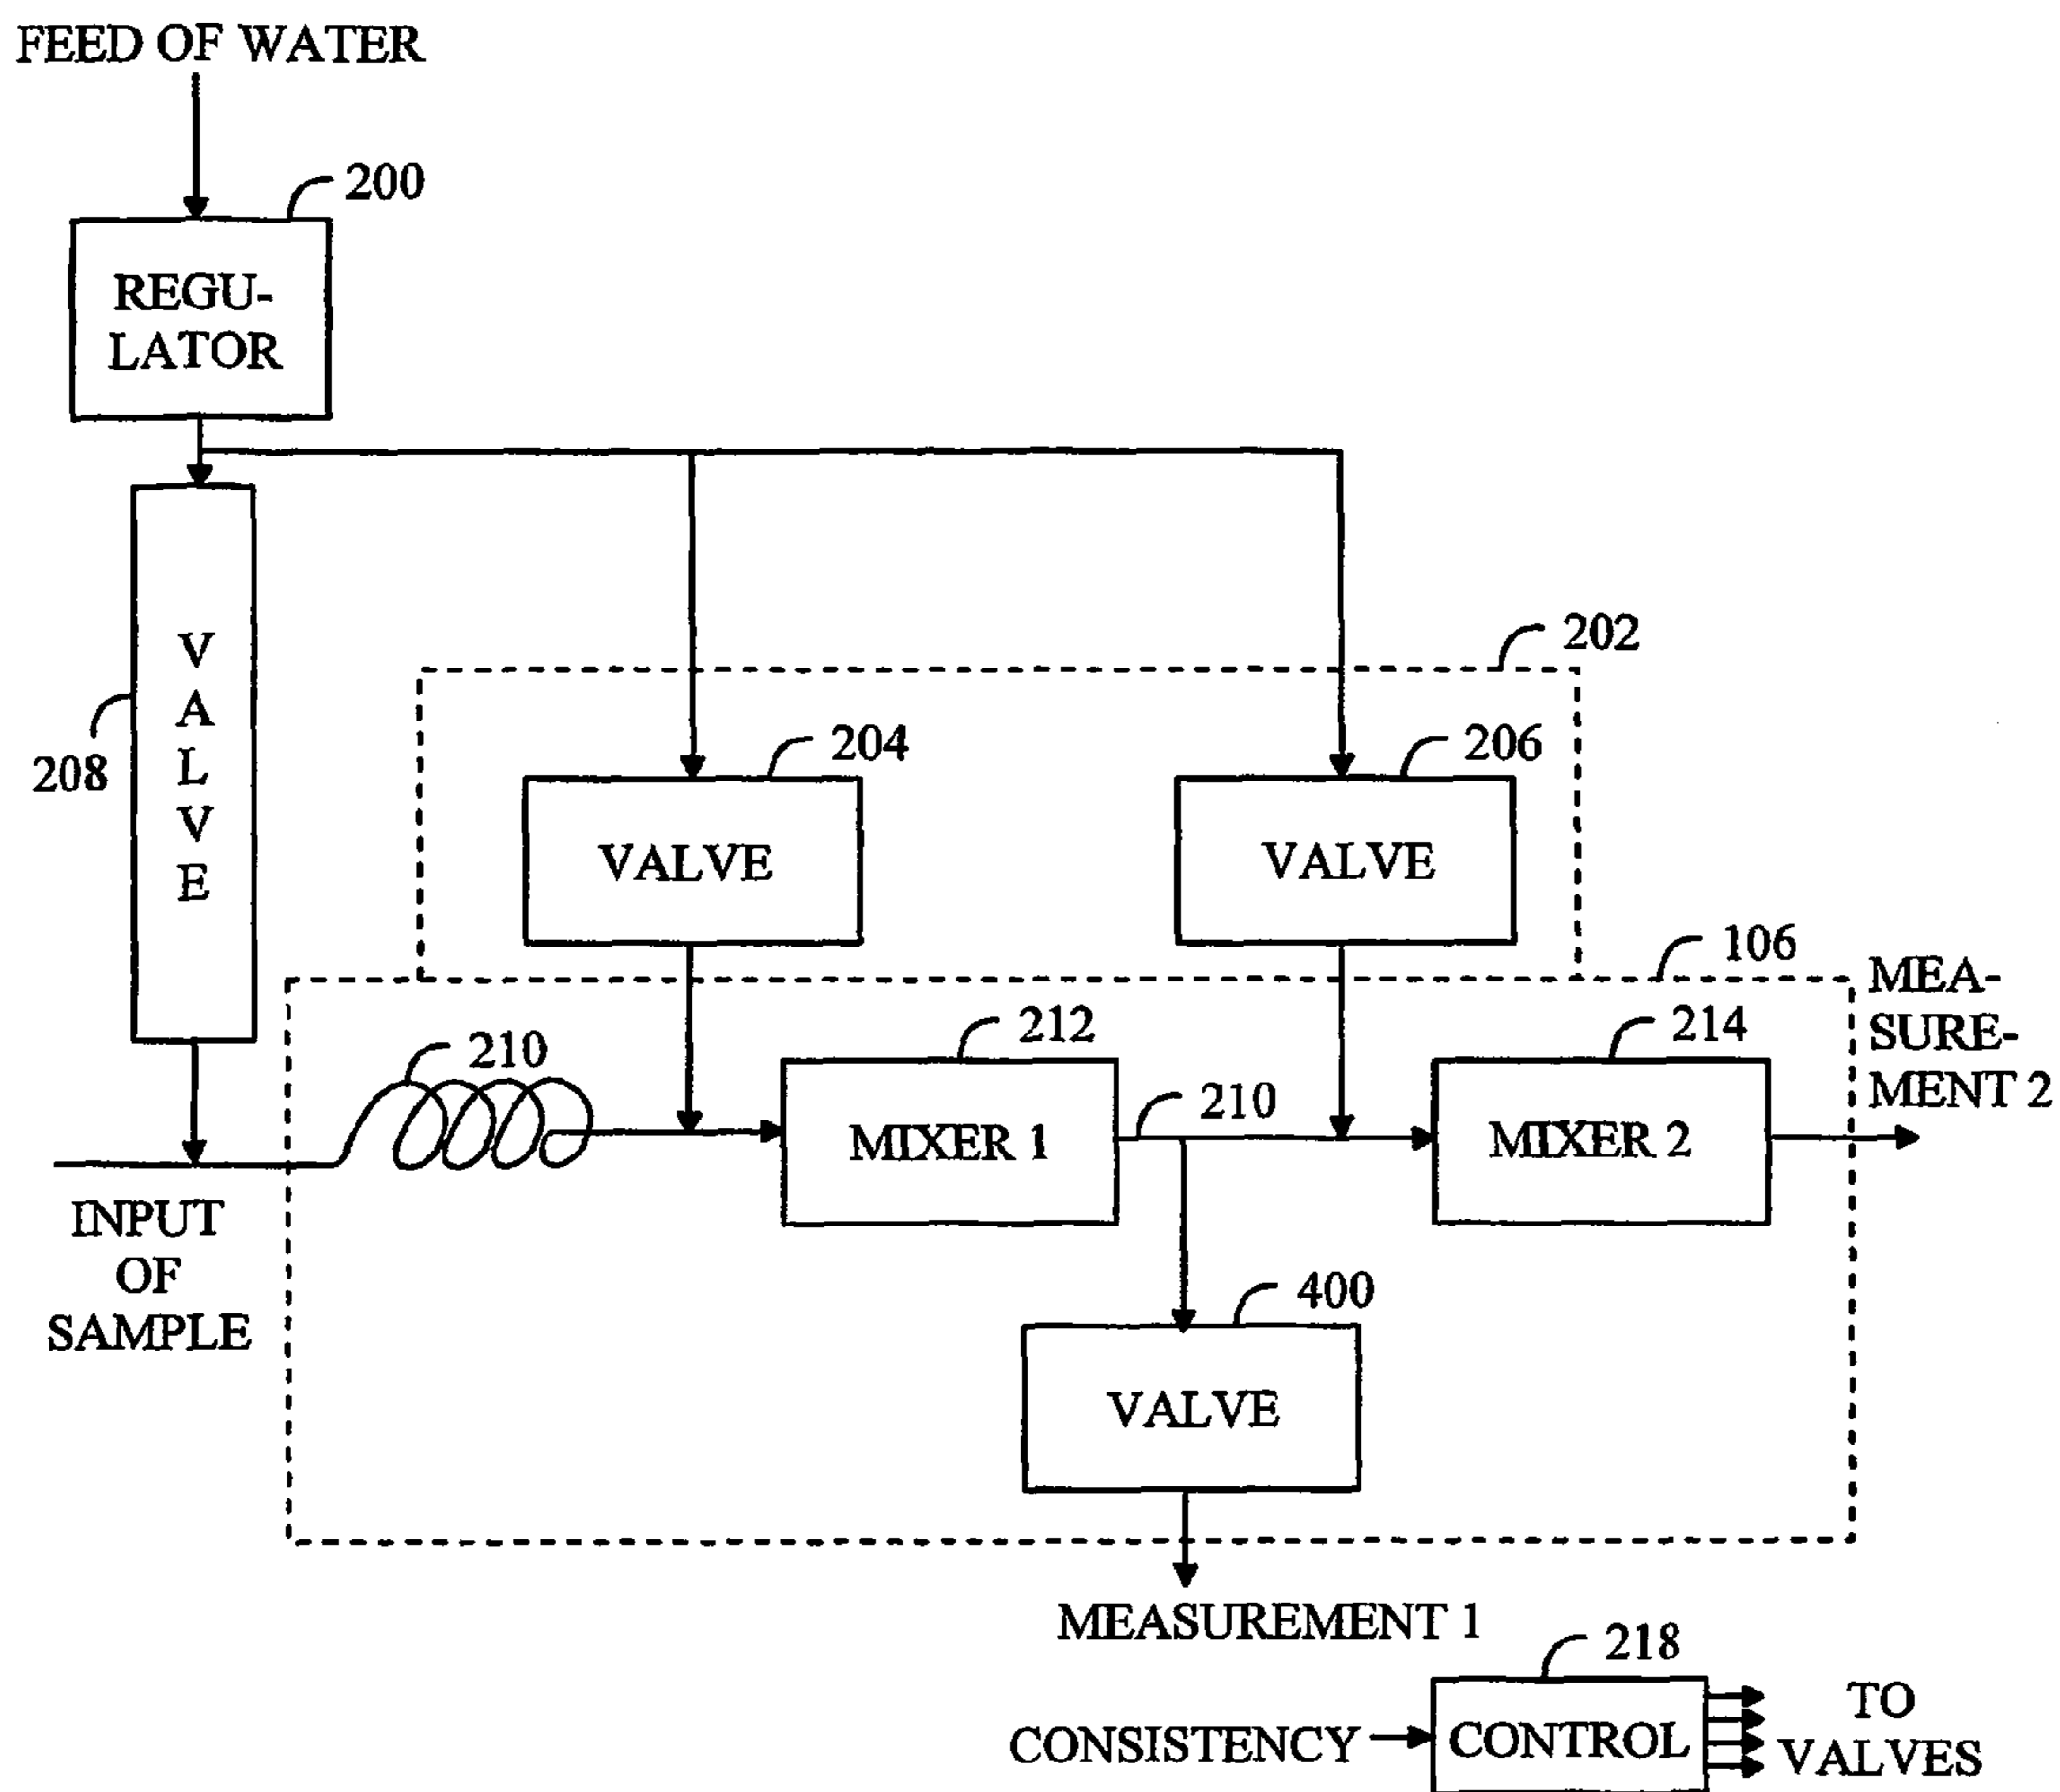 FEED OF WATER
200
REGU-
LATOR
208
V
A
L
V
E
202
204
VALVE
206
VALVE
106
MEA-
SURE-
MENT 2
210
212
MIXER 1
210
214
MIXER 2
INPUT
OF
SAMPLE
400
VALVE
MEASUREMENT 1
218
CONSISTENCY
CONTROL
TO
VALVES